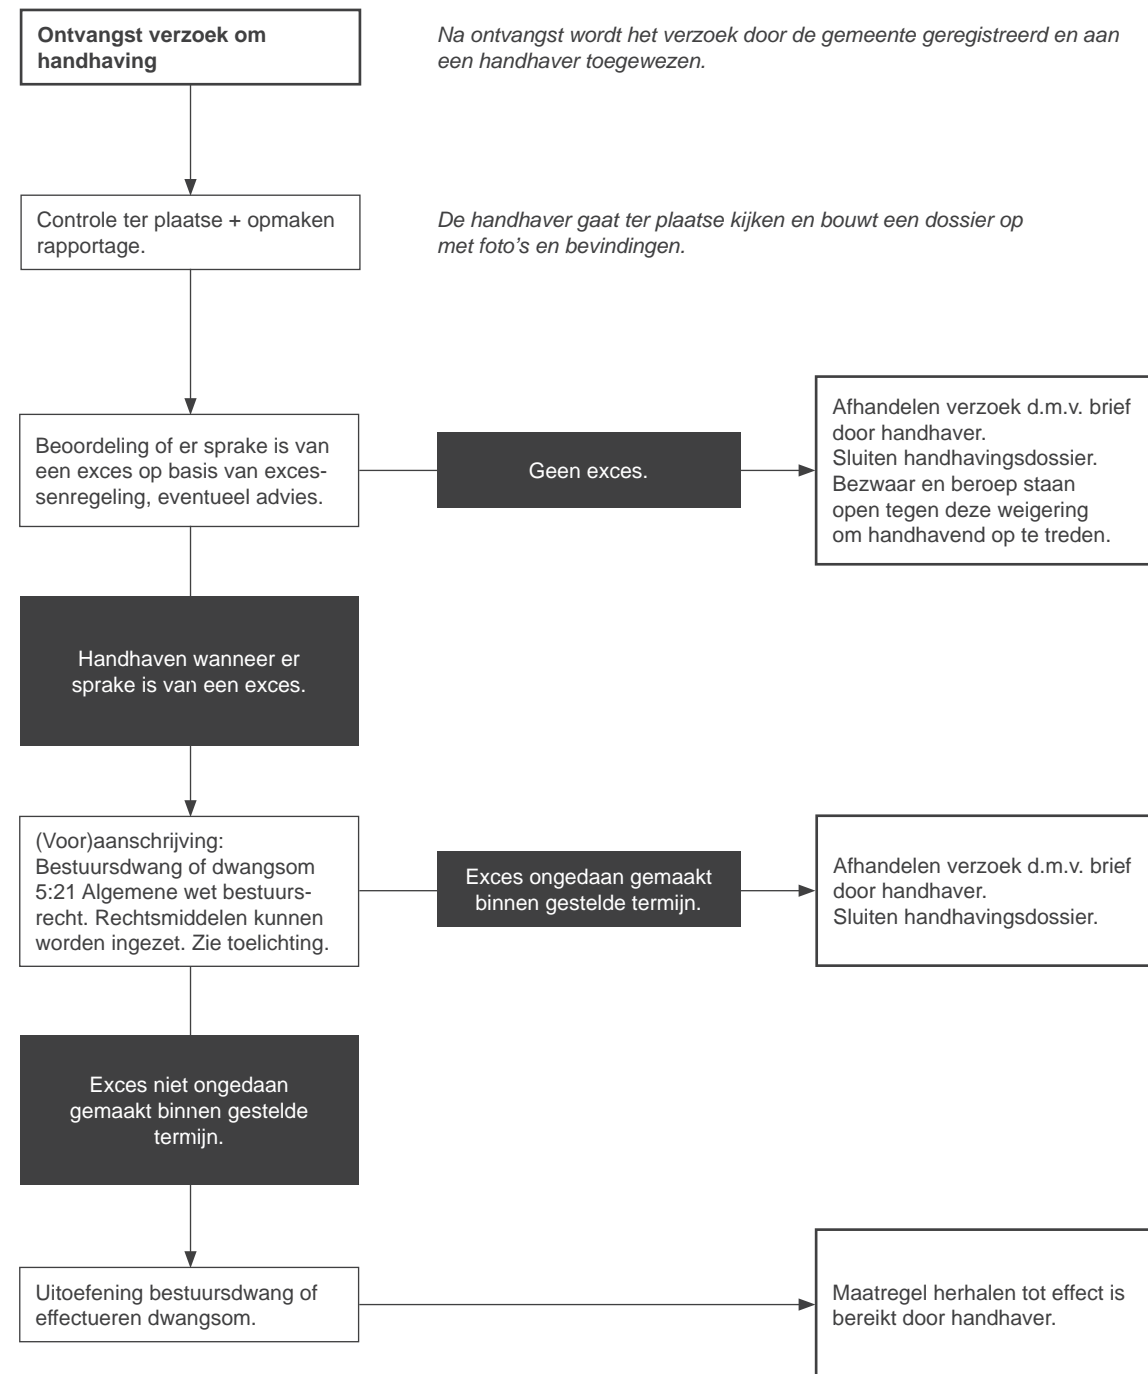 Ontvangst verzoek om
handhaving
Na ontvangst wordt het verzoek door de gemeente geregistreerd en aan
een handhaver toegewezen.
Controle ter plaatse + opmaken
rapportage.
De handhaver gaat ter plaatse kijken en bouwt een dossier op
met foto's en bevindingen.
Beoordeling of er sprake is van
een exces op basis van exces-
senregeling, eventueel advies.
Geen exces.
Afhandelen verzoek d.m.v. brief
door handhaver.
Sluiten handhavingsdossier.
Bezwaar en beroep staan
open tegen deze weigering
om handhavend op te treden.
Handhaven wanneer er
sprake is van een exces.
(Voor)aanschrijving:
Bestuursdwang of dwangsom
5:21 Algemene wet bestuurs-
recht. Rechtsmiddelen kunnen
worden ingezet. Zie toelichting.
Exces ongedaan gemaakt
binnen gestelde termijn.
Afhandelen verzoek d.m.v. brief
door handhaver.
Sluiten handhavingsdossier.
Exces niet ongedaan
gemaakt binnen gestelde
termijn.
Uitoefening bestuursdwang of
effectueren dwangsom.
Maatregel herhalen tot effect is
bereikt door handhaver.